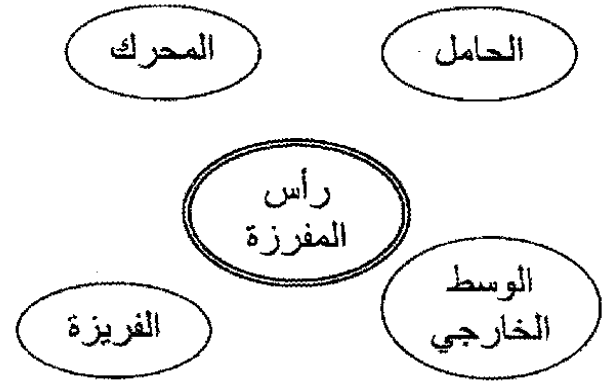 الحامل
المحرك
رأس
المفرزة
الوسط
الخارجي
الفريزة